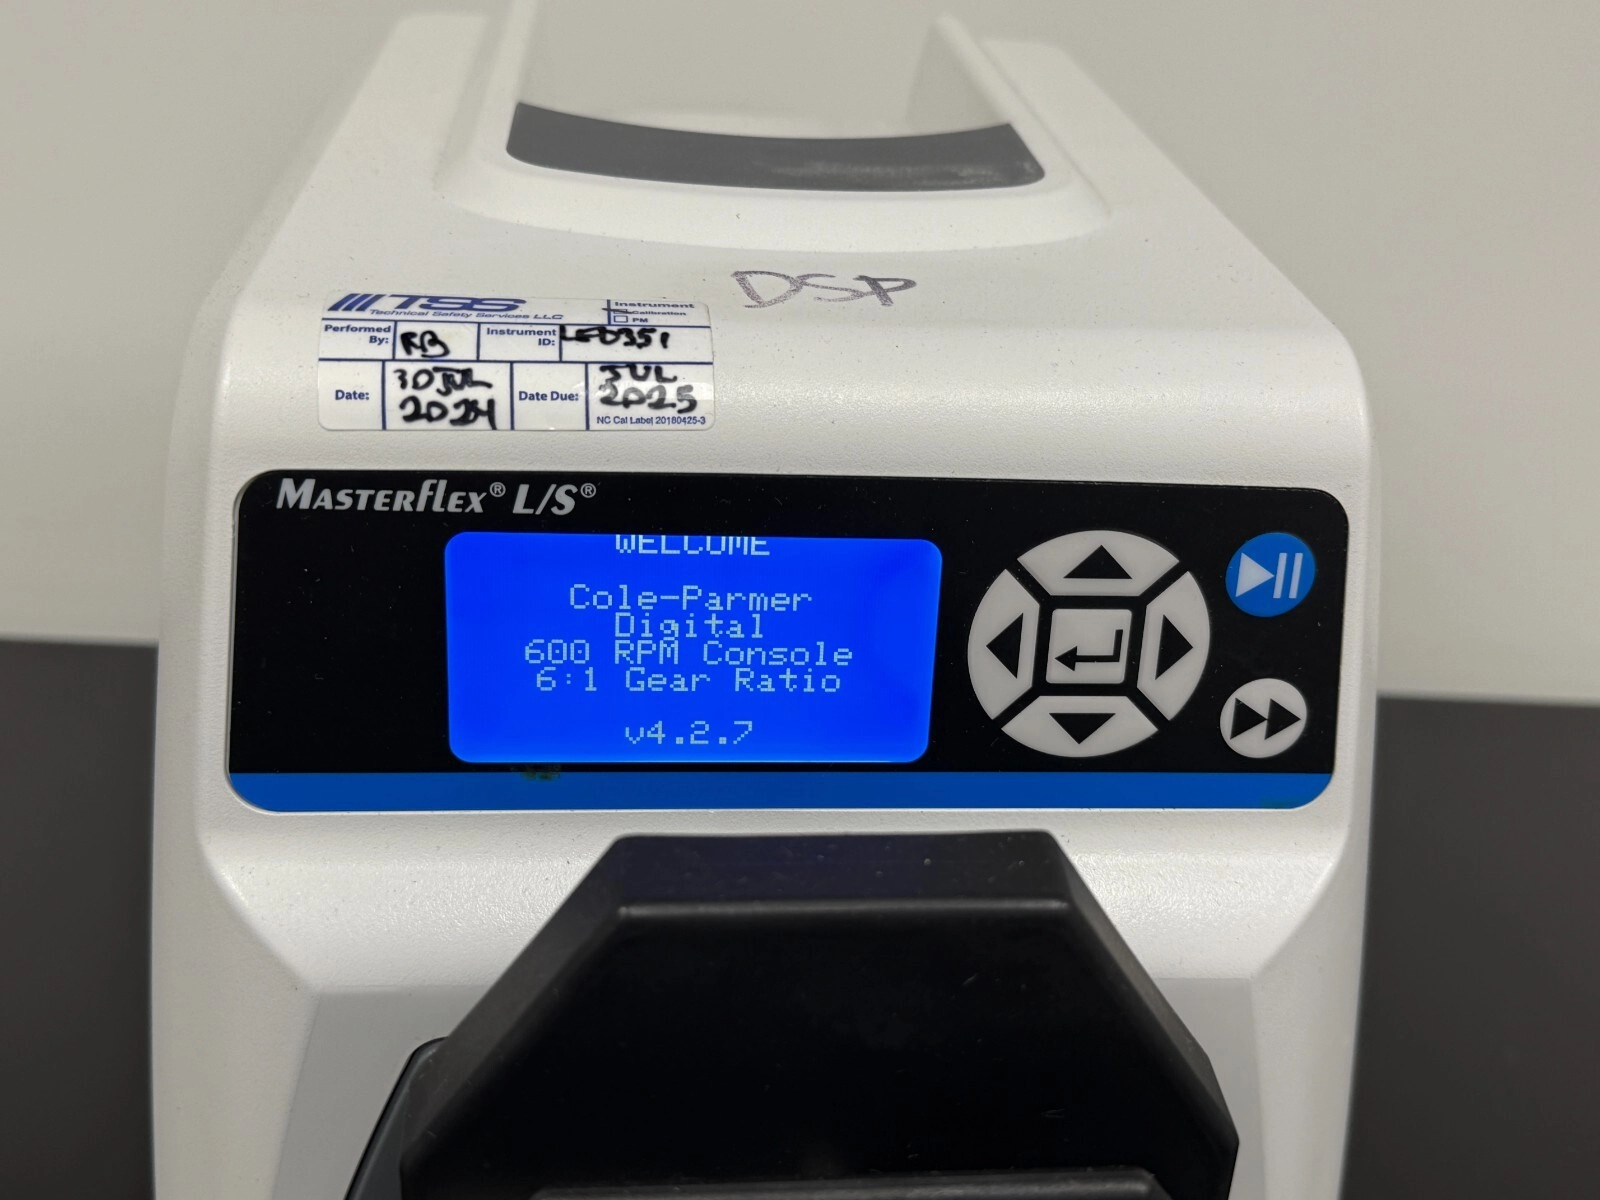 DSP
TSS
Technical Safety Services LLC
Instrument
Calibration
PM
Performed By: RB
Instrument ID: LE0351
Date: 30 JUL 2024
Date Due: JUL 2025
NC Cal Label 20180425-3
MASTERFLEX® L/S®
WELCOME
Cole-Parmer
Digital
600 RPM Console
6:1 Gear Ratio
v4.2.7